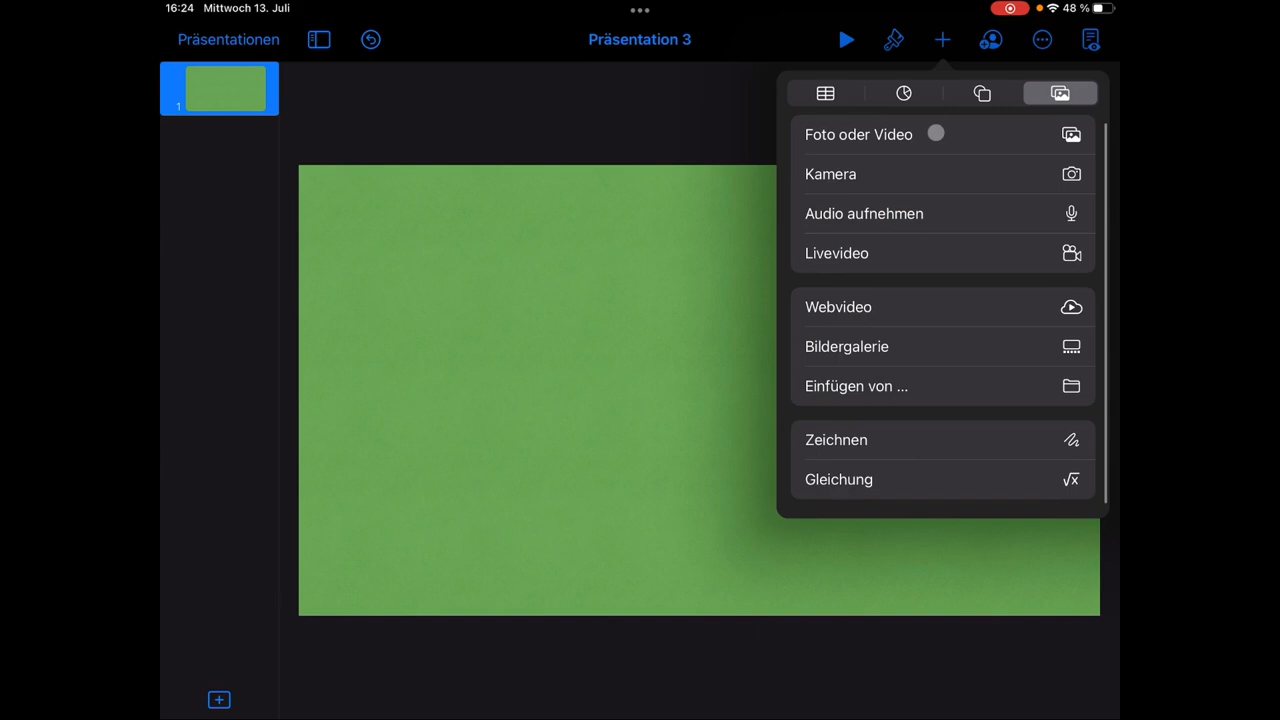 16:24 Mittwoch 13. Juli
48 %
Präsentationen
Präsentation 3
1
Foto oder Video
Kamera
Audio aufnehmen
Livevideo
Webvideo
Bildergalerie
Einfügen von ...
Zeichnen
Gleichung